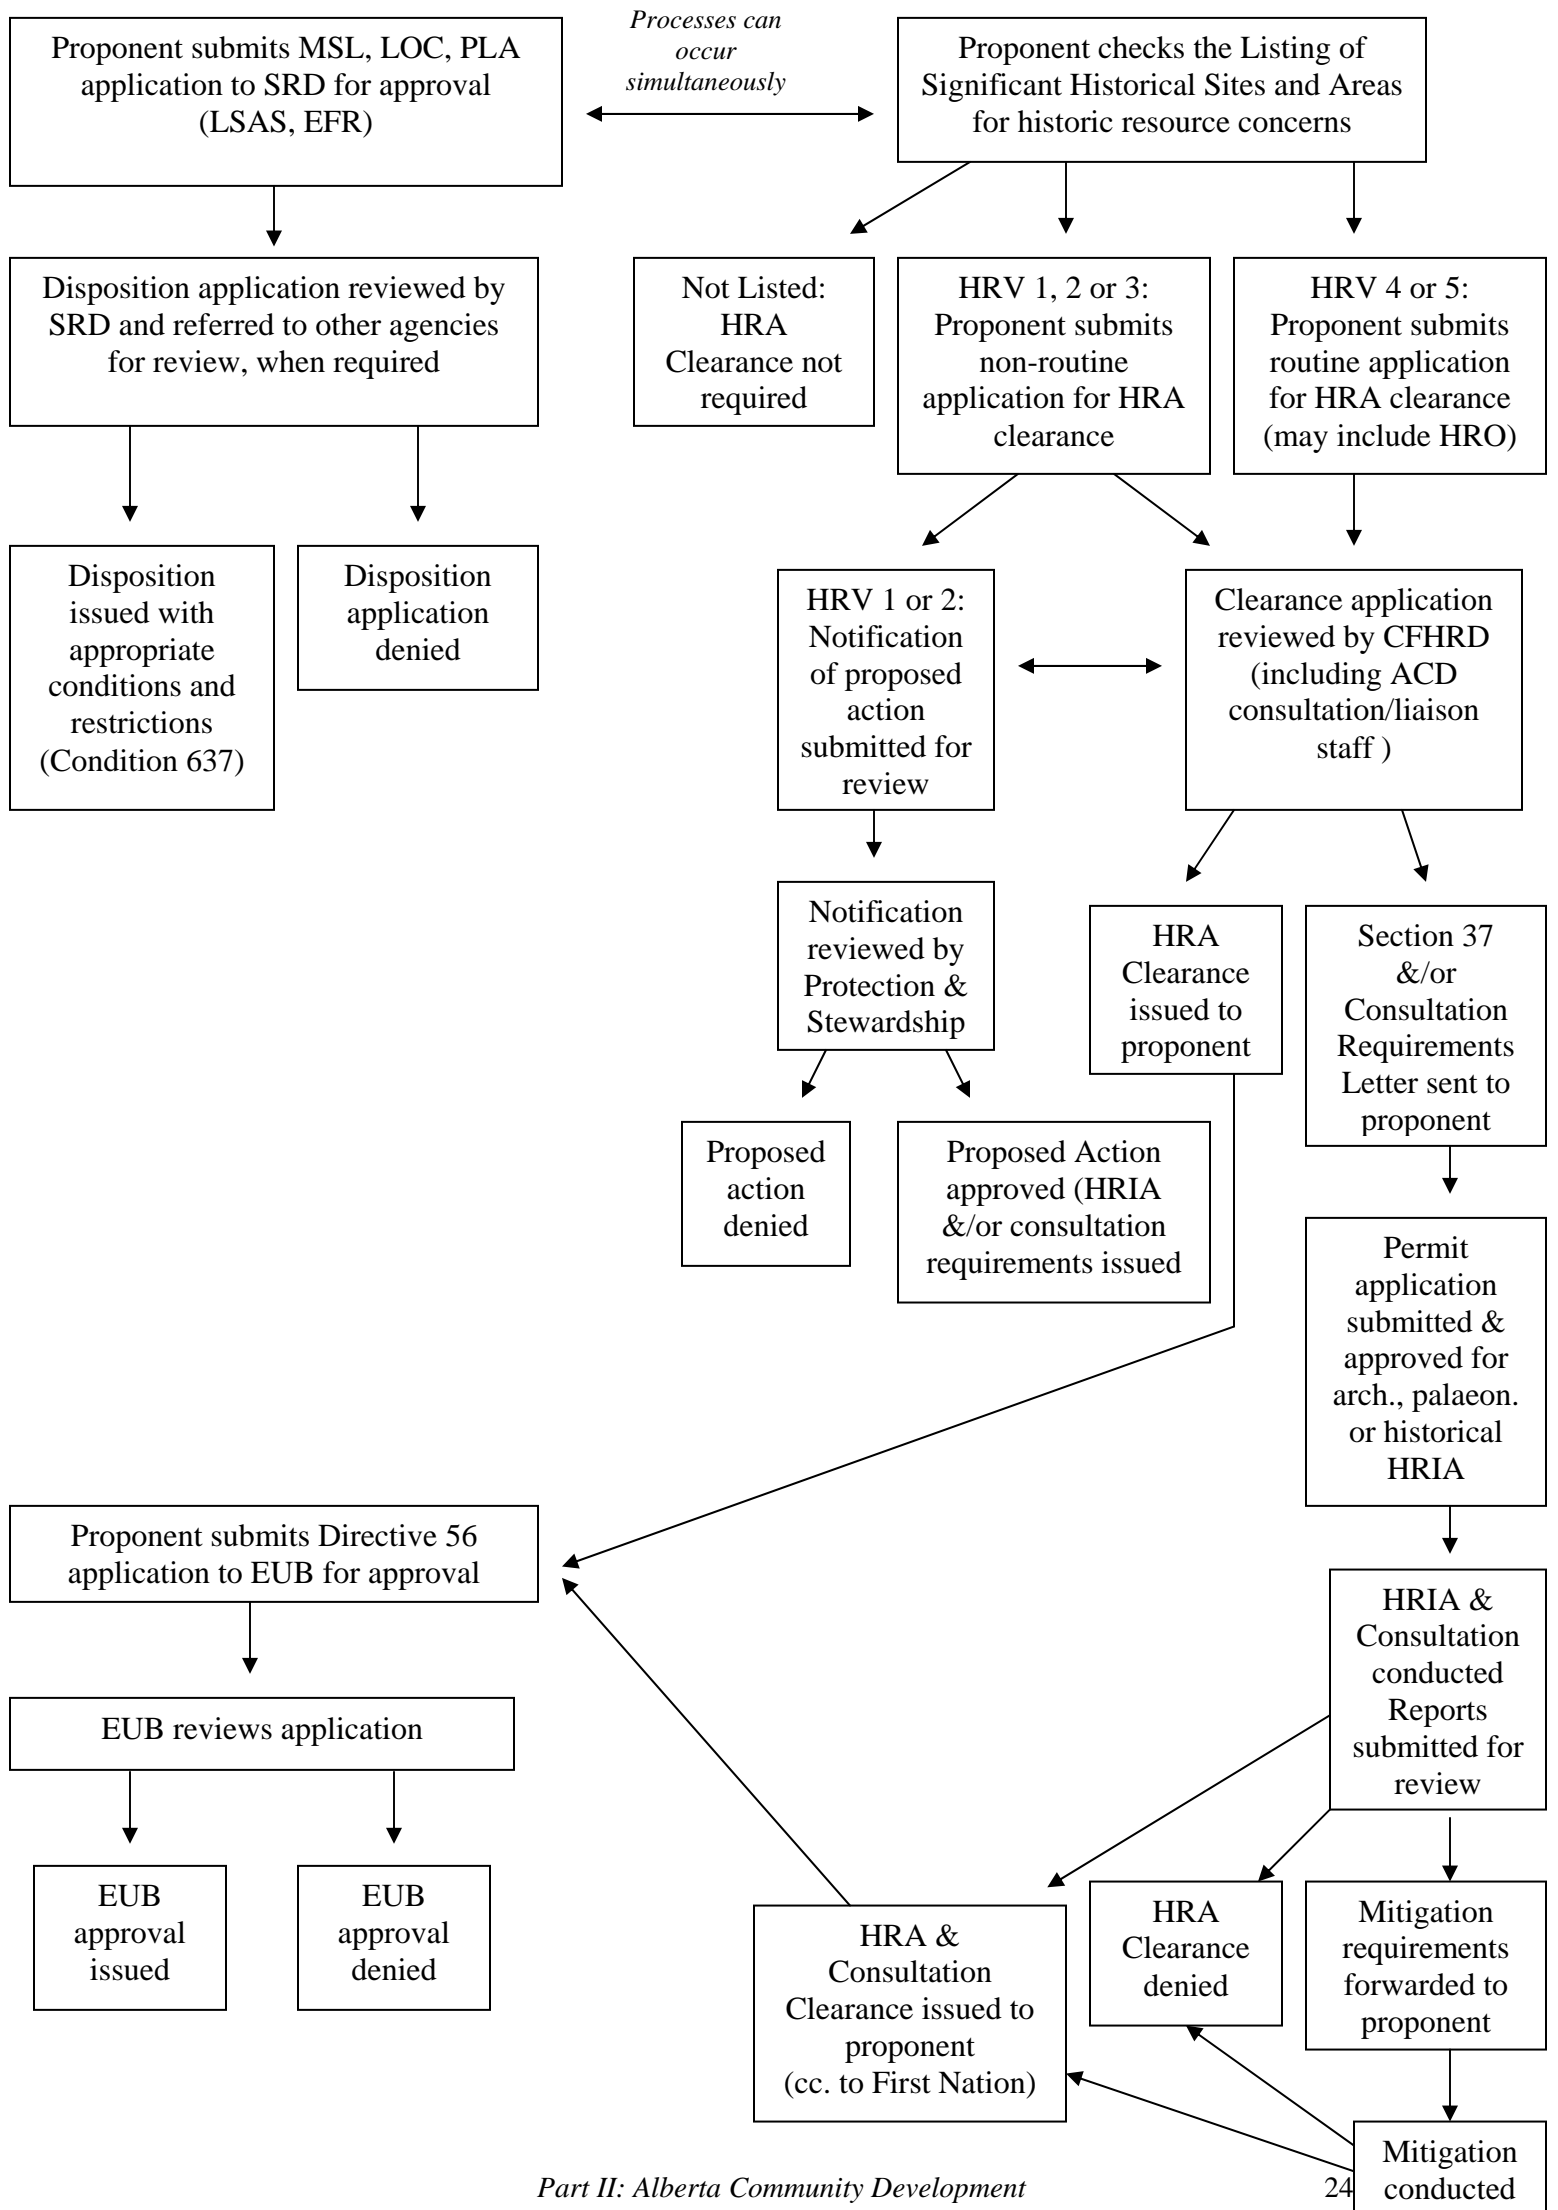 Proponent submits MSL, LOC, PLA
application to SRD for approval
(LSAS, EFR)
Processes can
occur
simultaneously
Proponent checks the Listing of
Significant Historical Sites and Areas
for historic resource concerns
Disposition application reviewed by
SRD and referred to other agencies
for review, when required
Not Listed:
HRA
Clearance not
required
HRV 1, 2 or 3:
Proponent submits
non-routine
application for HRA
clearance
HRV 4 or 5:
Proponent submits
routine application
for HRA clearance
(may include HRO)
Disposition
issued with
appropriate
conditions and
restrictions
(Condition 637)
Disposition
application
denied
HRV 1 or 2:
Notification
of proposed
action
submitted for
review
Clearance application
reviewed by CFHRD
(including ACD
consultation/liaison
staff )
Notification
reviewed by
Protection &
Stewardship
HRA
Clearance
issued to
proponent
Section 37
&/or
Consultation
Requirements
Letter sent to
proponent
Proposed
action
denied
Proposed Action
approved (HRIA
&/or consultation
requirements issued
Permit
application
submitted &
approved for
arch., palaeon.
or historical
HRIA
Proponent submits Directive 56
application to EUB for approval
HRIA &
Consultation
conducted
Reports
submitted for
review
EUB reviews application
EUB
approval
issued
EUB
approval
denied
HRA &
Consultation
Clearance issued to
proponent
(cc. to First Nation)
HRA
Clearance
denied
Mitigation
requirements
forwarded to
proponent
Mitigation
conducted
Part II: Alberta Community Development
24